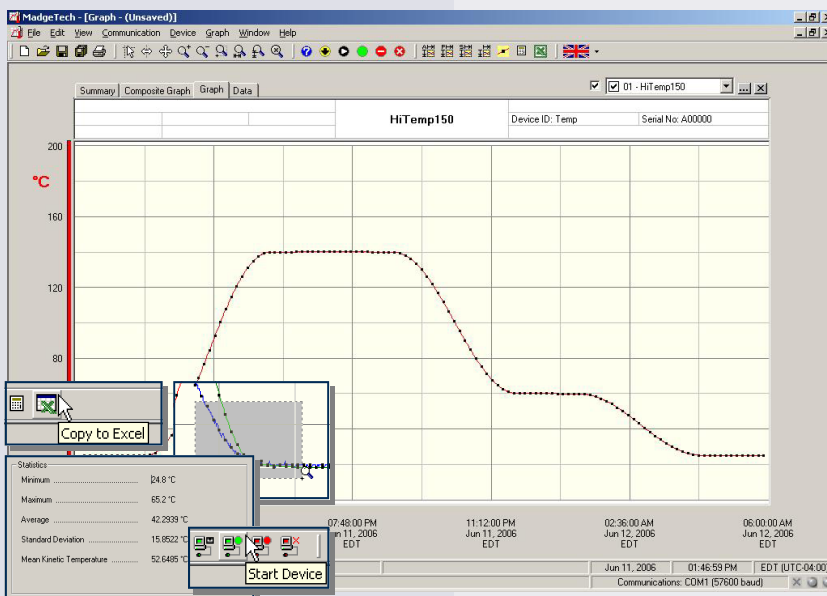 MadgeTech - [Graph - (Unsaved)]
File Edit View Communication Device Graph Window Help
Summary Composite Graph Graph Data
01 - HiTemp150
HiTemp150 Device ID: Temp Serial No: A00000
°C
200
160
120
80
Copy to Excel
Statistics
Minimum 24.8 °C
Maximum 65.2 °C
Average 42.2939 °C
Standard Deviation 15.8522 °C
Mean Kinetic Temperature 52.6485 °C
Start Device
07:48:00 PM 11:12:00 PM 02:36:00 AM 06:00:00 AM
n 11, 2006 Jun 11, 2006 Jun 12, 2006 Jun 12, 2006
EDT EDT EDT EDT
Jun 11, 2006 01:46:59 PM EDT (UTC-04:00)
Communications: COM1 (57600 baud)